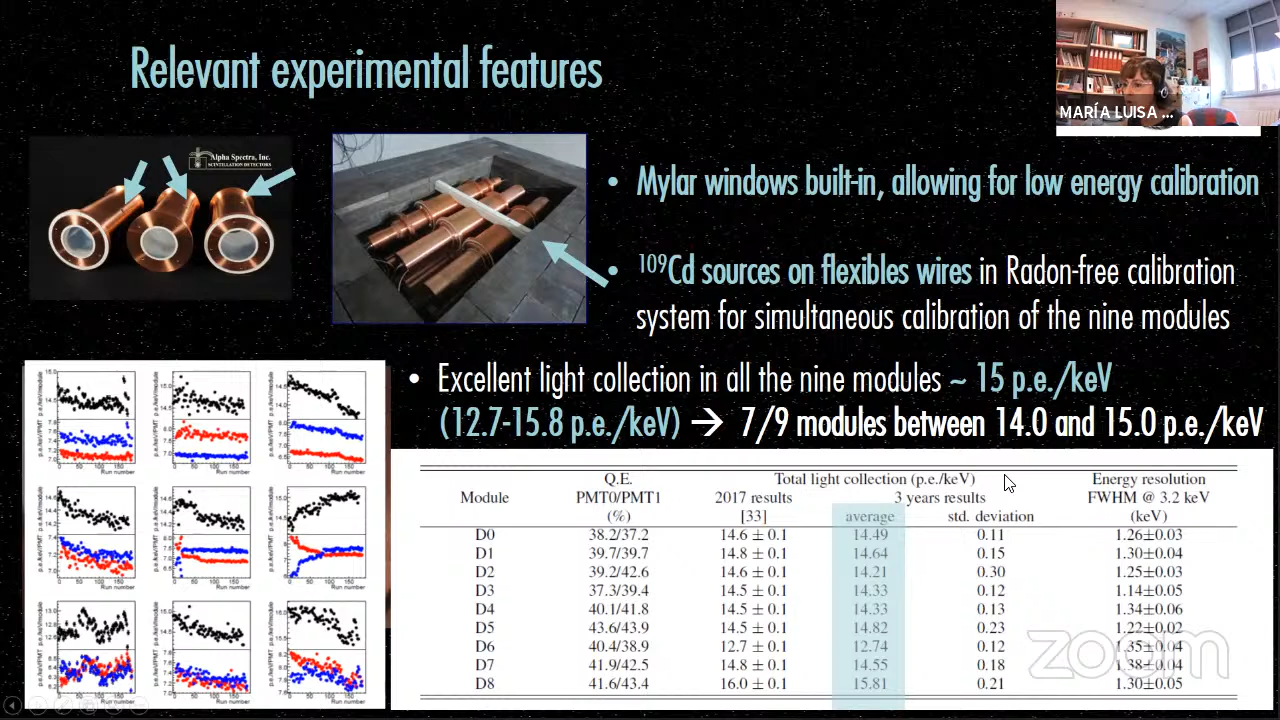 Relevant experimental features
MARÍA LUISA ...
Alpha Spectra, Inc.
SCINTILLATION DETECTORS
• Mylar windows built-in, allowing for low energy calibration
• 109Cd sources on flexibles wires in Radon-free calibration
system for simultaneous calibration of the nine modules
• Excellent light collection in all the nine modules ~ 15 p.e./keV
(12.7-15.8 p.e./keV) → 7/9 modules between 14.0 and 15.0 p.e./keV
Q.E. Total light collection (p.e./keV) Energy resolution
Module PMT0/PMT1 2017 results 3 years results FWHM @ 3.2 keV
(%) [33] average std. deviation (keV)
D0 38.2/37.2 14.6 ± 0.1 14.49 0.11 1.26±0.03
D1 39.7/39.7 14.8 ± 0.1 14.64 0.15 1.30±0.04
D2 39.2/42.6 14.6 ± 0.1 14.21 0.30 1.25±0.03
D3 37.3/39.4 14.5 ± 0.1 14.33 0.12 1.14±0.05
D4 40.1/41.8 14.5 ± 0.1 14.33 0.13 1.34±0.06
D5 43.6/43.9 14.5 ± 0.1 14.82 0.23 1.22±0.02
D6 40.4/38.9 12.7 ± 0.1 12.74 0.12 1.35±0.04
D7 41.9/42.5 14.8 ± 0.1 14.55 0.18 1.38±0.04
D8 41.6/43.4 16.0 ± 0.1 15.81 0.21 1.30±0.05
zoom
p.e./keV/module
p.e./keV/PMT
Run number